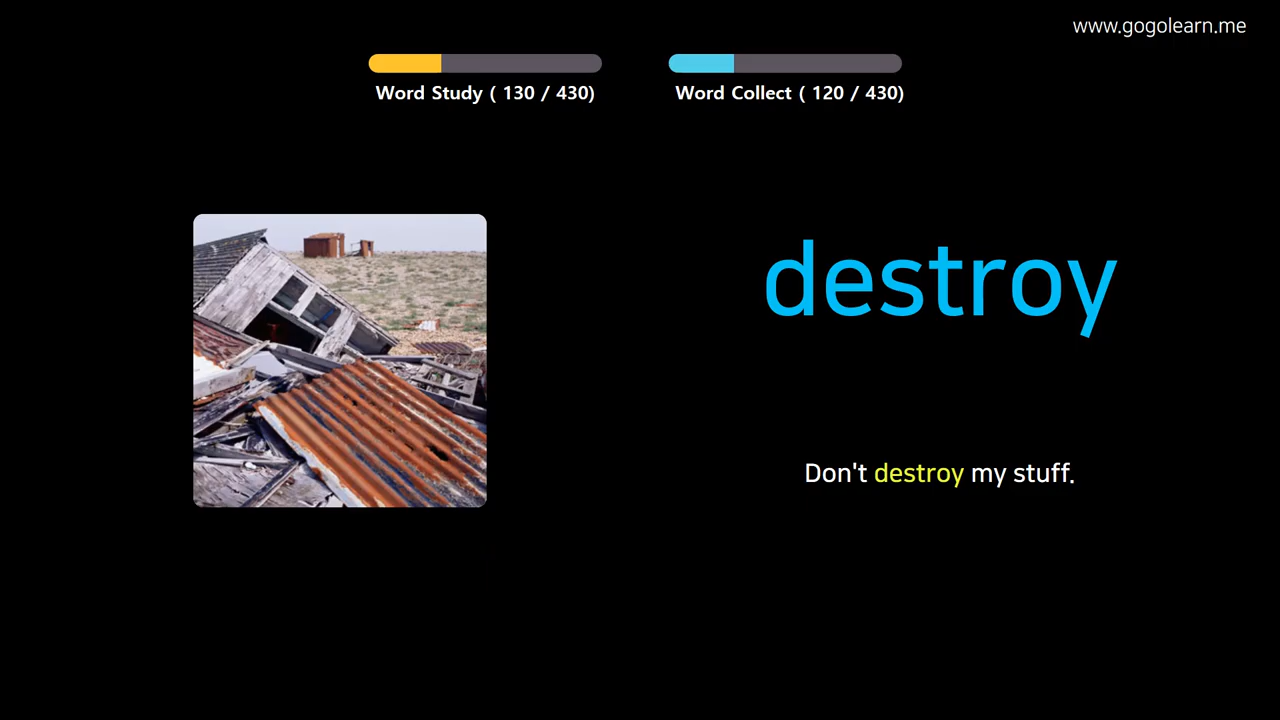 www.gogolearn.me
Word Study ( 130 / 430)
Word Collect ( 120 / 430)
destroy
Don't destroy my stuff.